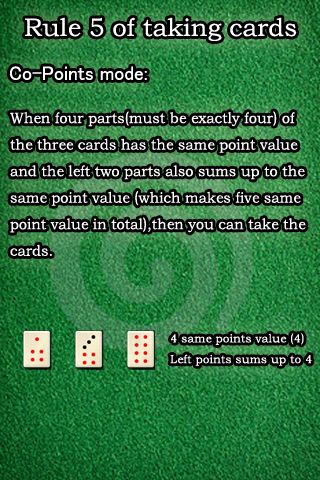 Rule 5 of taking cards
Co-Points mode:
When four parts(must be exactly four) of
the three cards has the same point value
and the left two parts also sums up to the
same point value (which makes five same
point value in total),then you can take the
cards.
4 same points value (4)
Left points sums up to 4